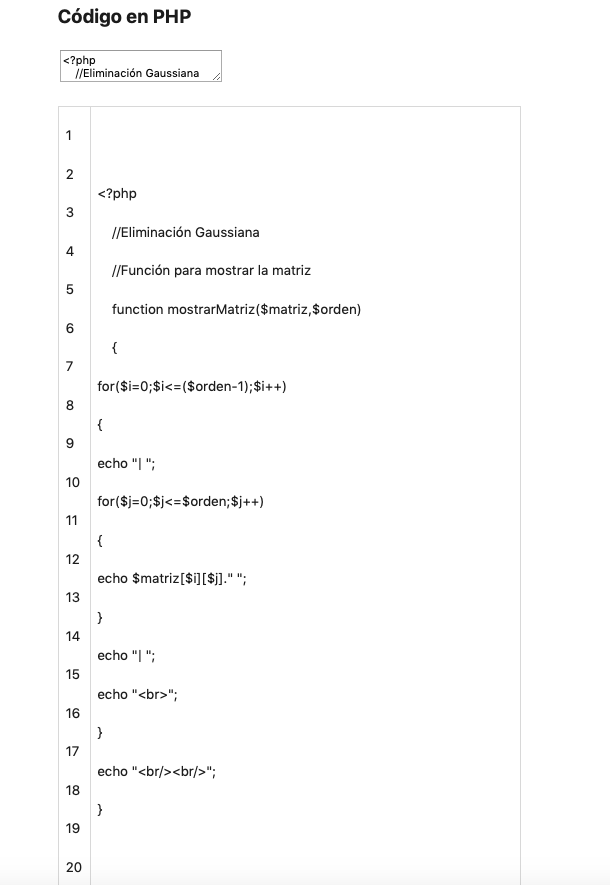 Código en PHP
<?php
//Eliminación Gaussiana
1
2
<?php
3
//Eliminación Gaussiana
4
//Función para mostrar la matriz
5
function mostrarMatriz($matriz,$orden)
6
{
7
for($i=0;$i<=($orden-1);$i++)
8
{
9
echo "| ";
10
for($j=0;$j<=$orden;$j++)
11
{
12
echo $matriz[$i][$j]." ";
13
}
14
echo "| ";
15
echo "<br>";
16
}
17
echo "<br/><br/>";
18
}
19
20